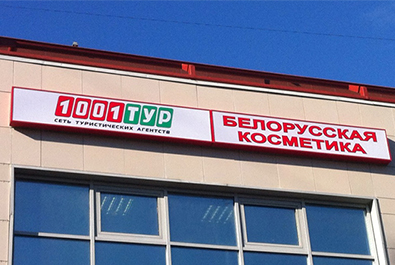 1001ТУР
СЕТЬ ТУРИСТИЧЕСКИХ АГЕНТСТВ
БЕЛОРУССКАЯ
КОСМЕТИКА